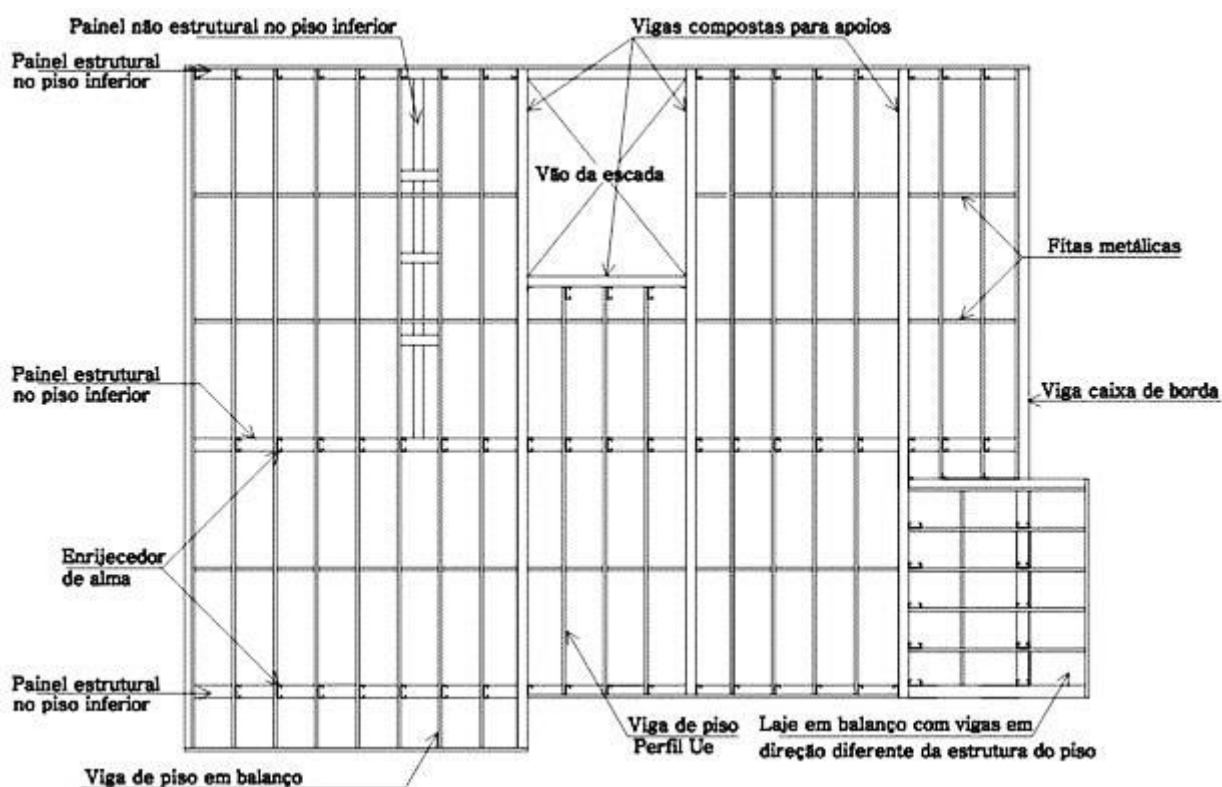 Painel não estrutural no piso inferior
Vigas compostas para apoios
Painel estrutural
no piso inferior
Vão da escada
Fitas metálicas
Painel estrutural
no piso inferior
Viga caixa de borda
Enrijecedor
de alma
Painel estrutural
no piso inferior
Viga de piso
Perfil Ue
Laje em balanço com vigas em
direção diferente da estrutura do piso
Viga de piso em balanço